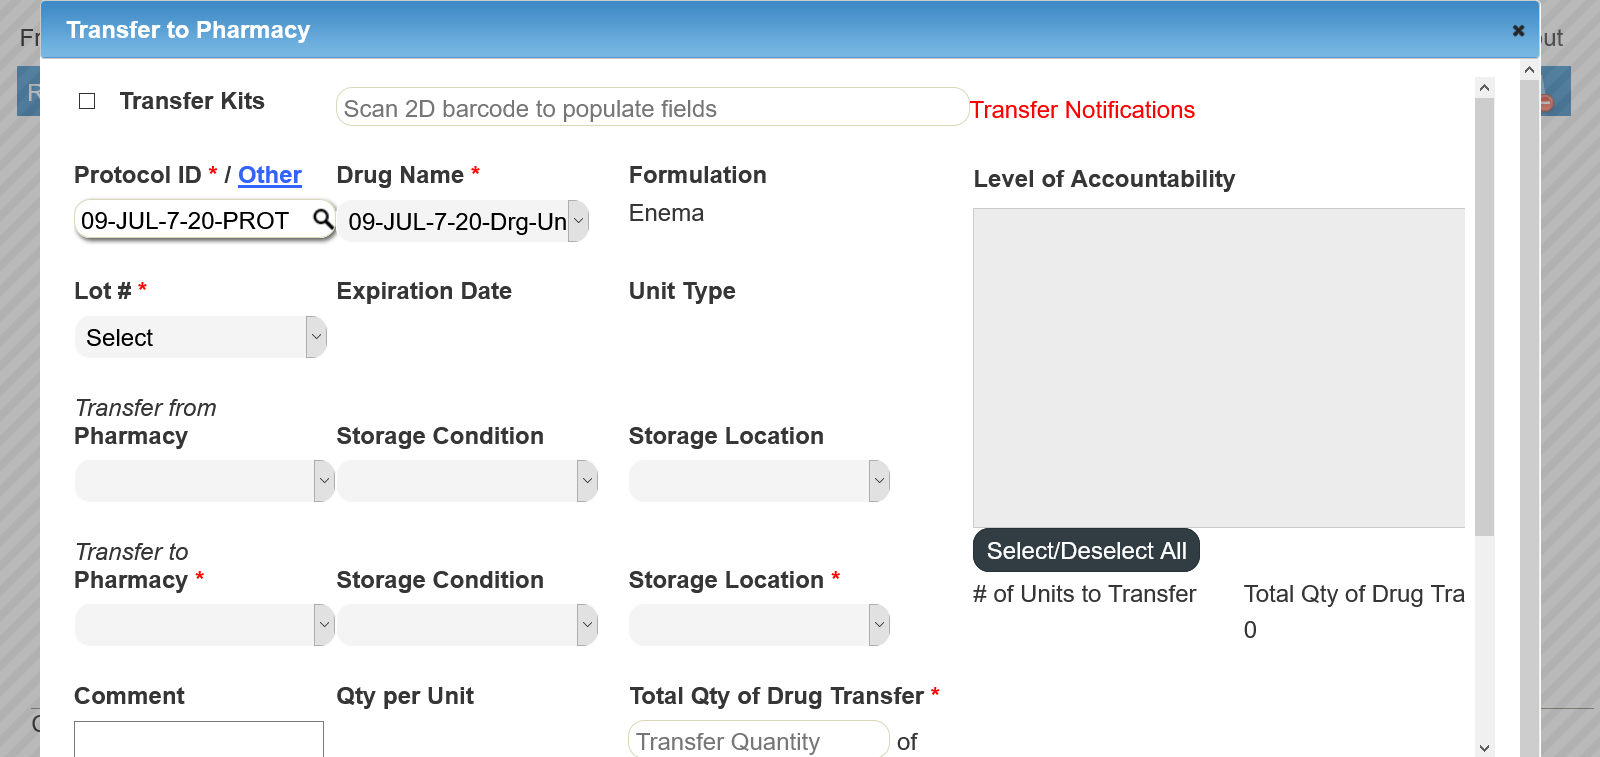 Transfer to Pharmacy
Fr
out
R
Transfer Kits
Scan 2D barcode to populate fields
Transfer Notifications
Protocol ID * / Other
Drug Name *
Formulation
Level of Accountability
09-JUL-7-20-PROT
09-JUL-7-20-Drg-Un
Enema
Lot # *
Expiration Date
Unit Type
Select
Transfer from
Pharmacy
Storage Condition
Storage Location
Select/Deselect All
Transfer to
Pharmacy *
Storage Condition
Storage Location *
# of Units to Transfer
Total Qty of Drug Tra
0
Comment
Qty per Unit
Total Qty of Drug Transfer *
Transfer Quantity
of